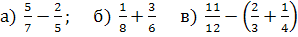 а) 5/7 − 2/5; б) 1/8 + 3/6 в) 11/12 − (2/3 + 1/4)